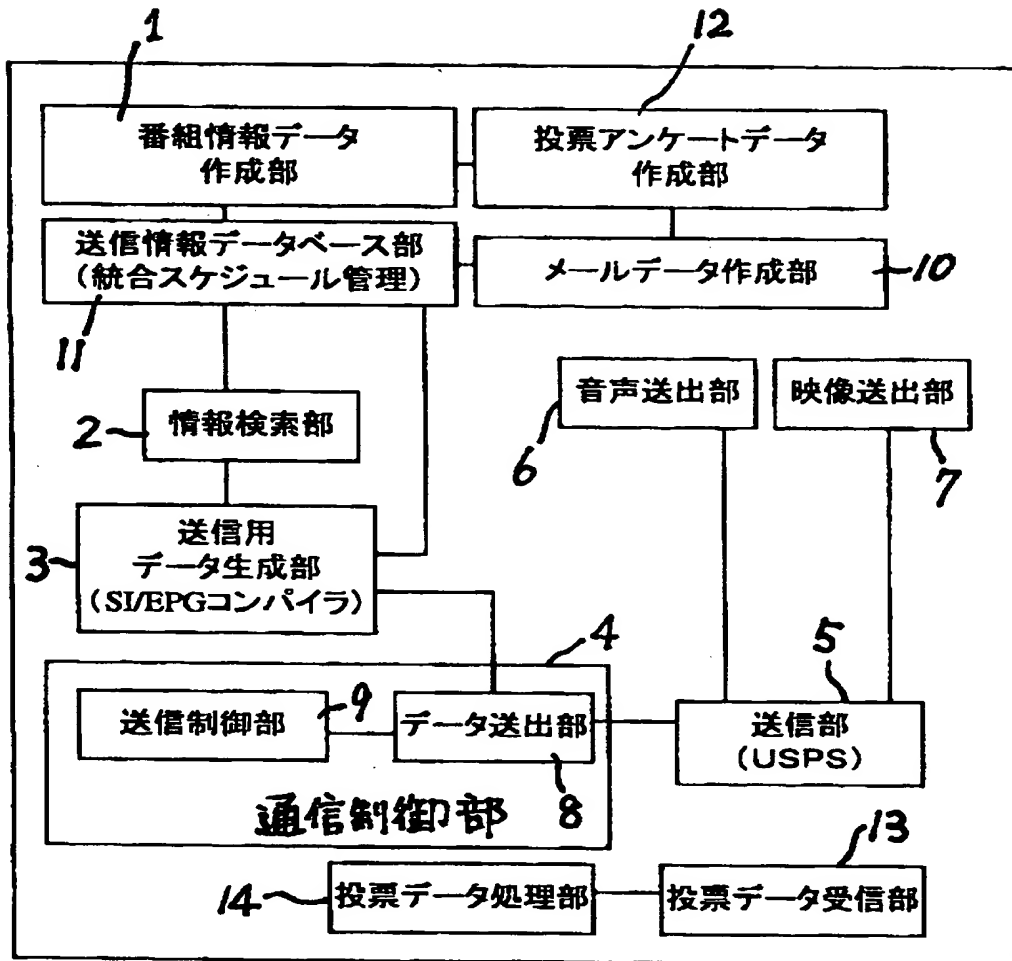 1
12
番組情報データ
作成部
投票アンケートデータ
作成部
送信情報データベース部
(統合スケジュール管理)
メールデータ作成部
10
11
音声送出部
映像送出部
2
情報検索部
6
7
送信用
データ生成部
(SI/EPGコンパイラ)
3
4
5
送信制御部
9
データ送出部
送信部
(USPS)
8
通信制御部
13
14
投票データ処理部
投票データ受信部